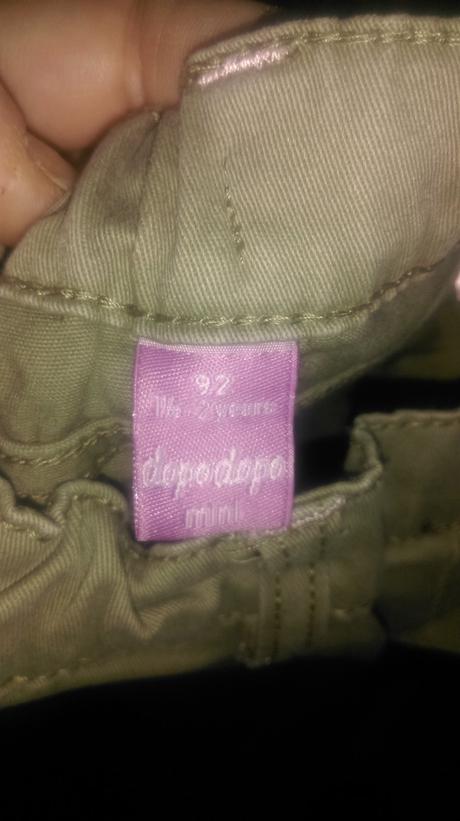 92
1½ - 2 years
dopodopo
mini